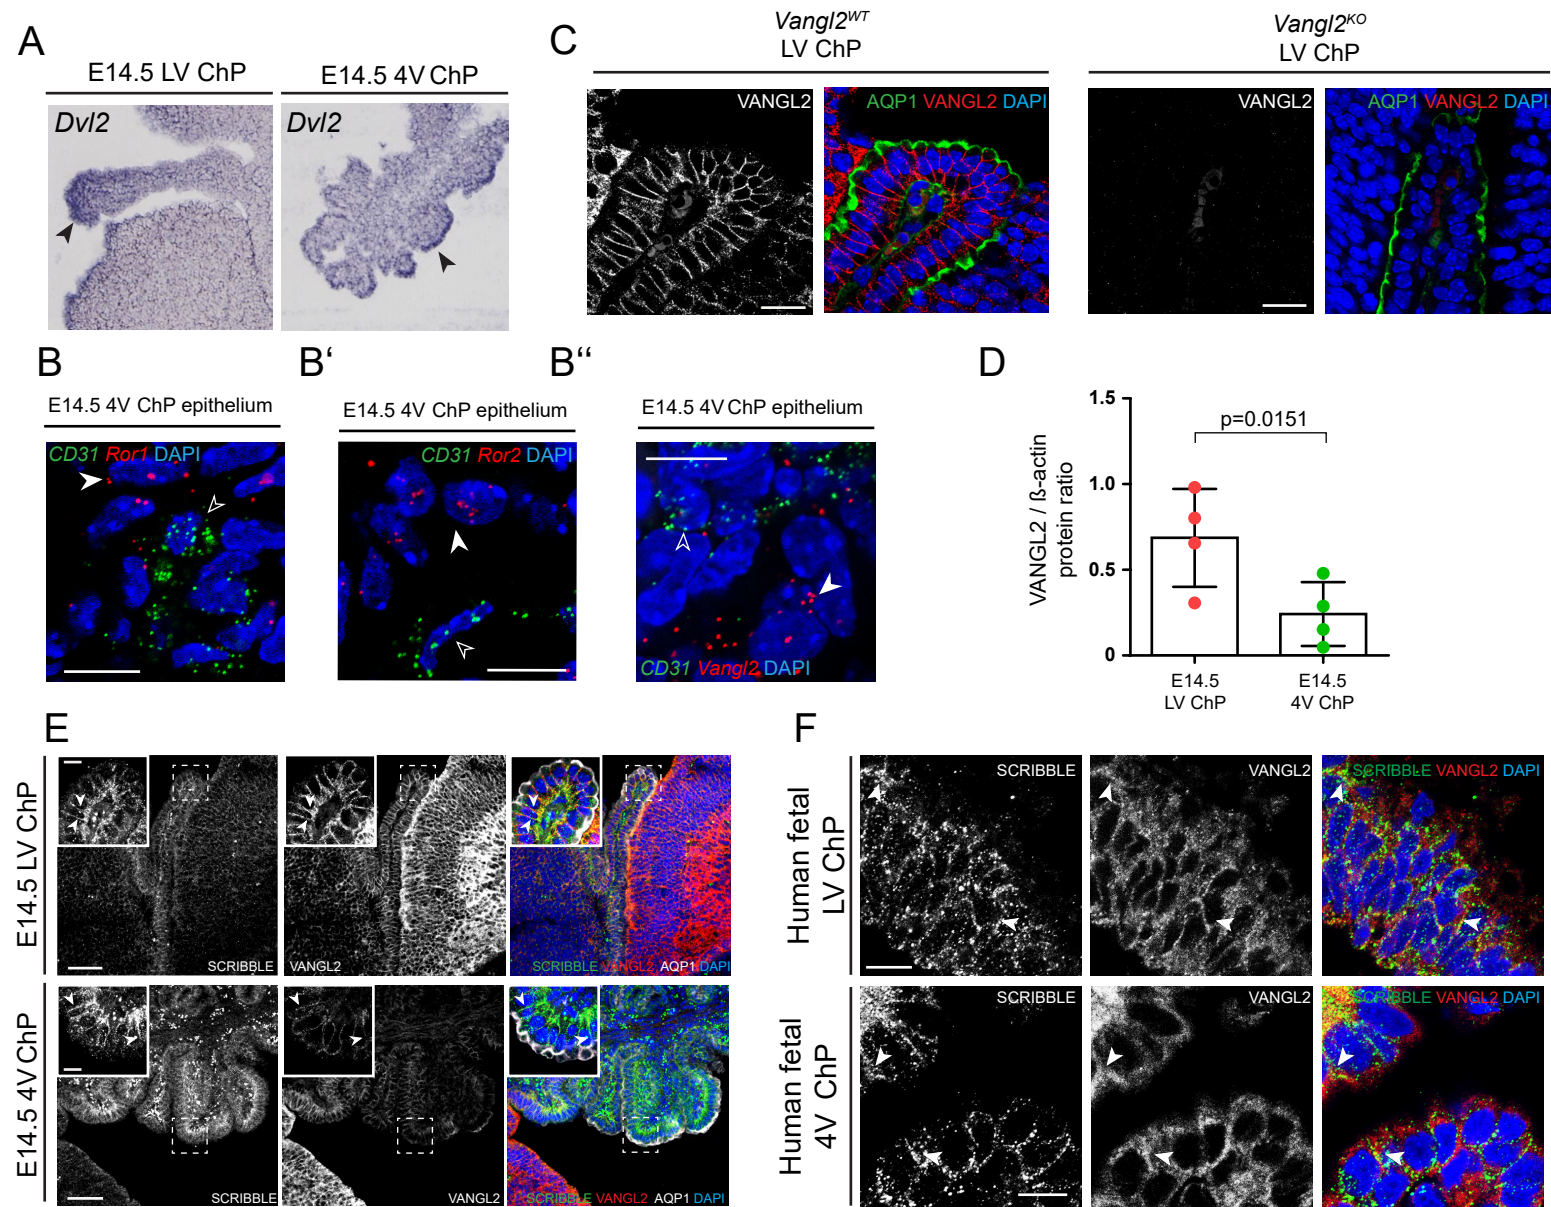 A
E14.5 LV ChP
E14.5 4V ChP
Dvl2
Dvl2
C
Vangl2WT
LV ChP
Vangl2KO
LV ChP
VANGL2
AQP1 VANGL2 DAPI
VANGL2
AQP1 VANGL2 DAPI
B
E14.5 4V ChP epithelium
CD31 Ror1 DAPI
B‘
E14.5 4V ChP epithelium
CD31 Ror2 DAPI
B“
E14.5 4V ChP epithelium
CD31 Vangl2 DAPI
D
VANGL2 / ß-actin
protein ratio
1.5
1.0
0.5
0
p=0.0151
E14.5
LV ChP
E14.5
4V ChP
E
E14.5 LV ChP
SCRIBBLE
VANGL2
SCRIBBLE VANGL2 AQP1 DAPI
E14.5 4V ChP
SCRIBBLE
VANGL2
SCRIBBLE VANGL2 AQP1 DAPI
F
Human fetal
LV ChP
SCRIBBLE
VANGL2
SCRIBBLE VANGL2 DAPI
Human fetal
4V ChP
SCRIBBLE
VANGL2
SCRIBBLE VANGL2 DAPI